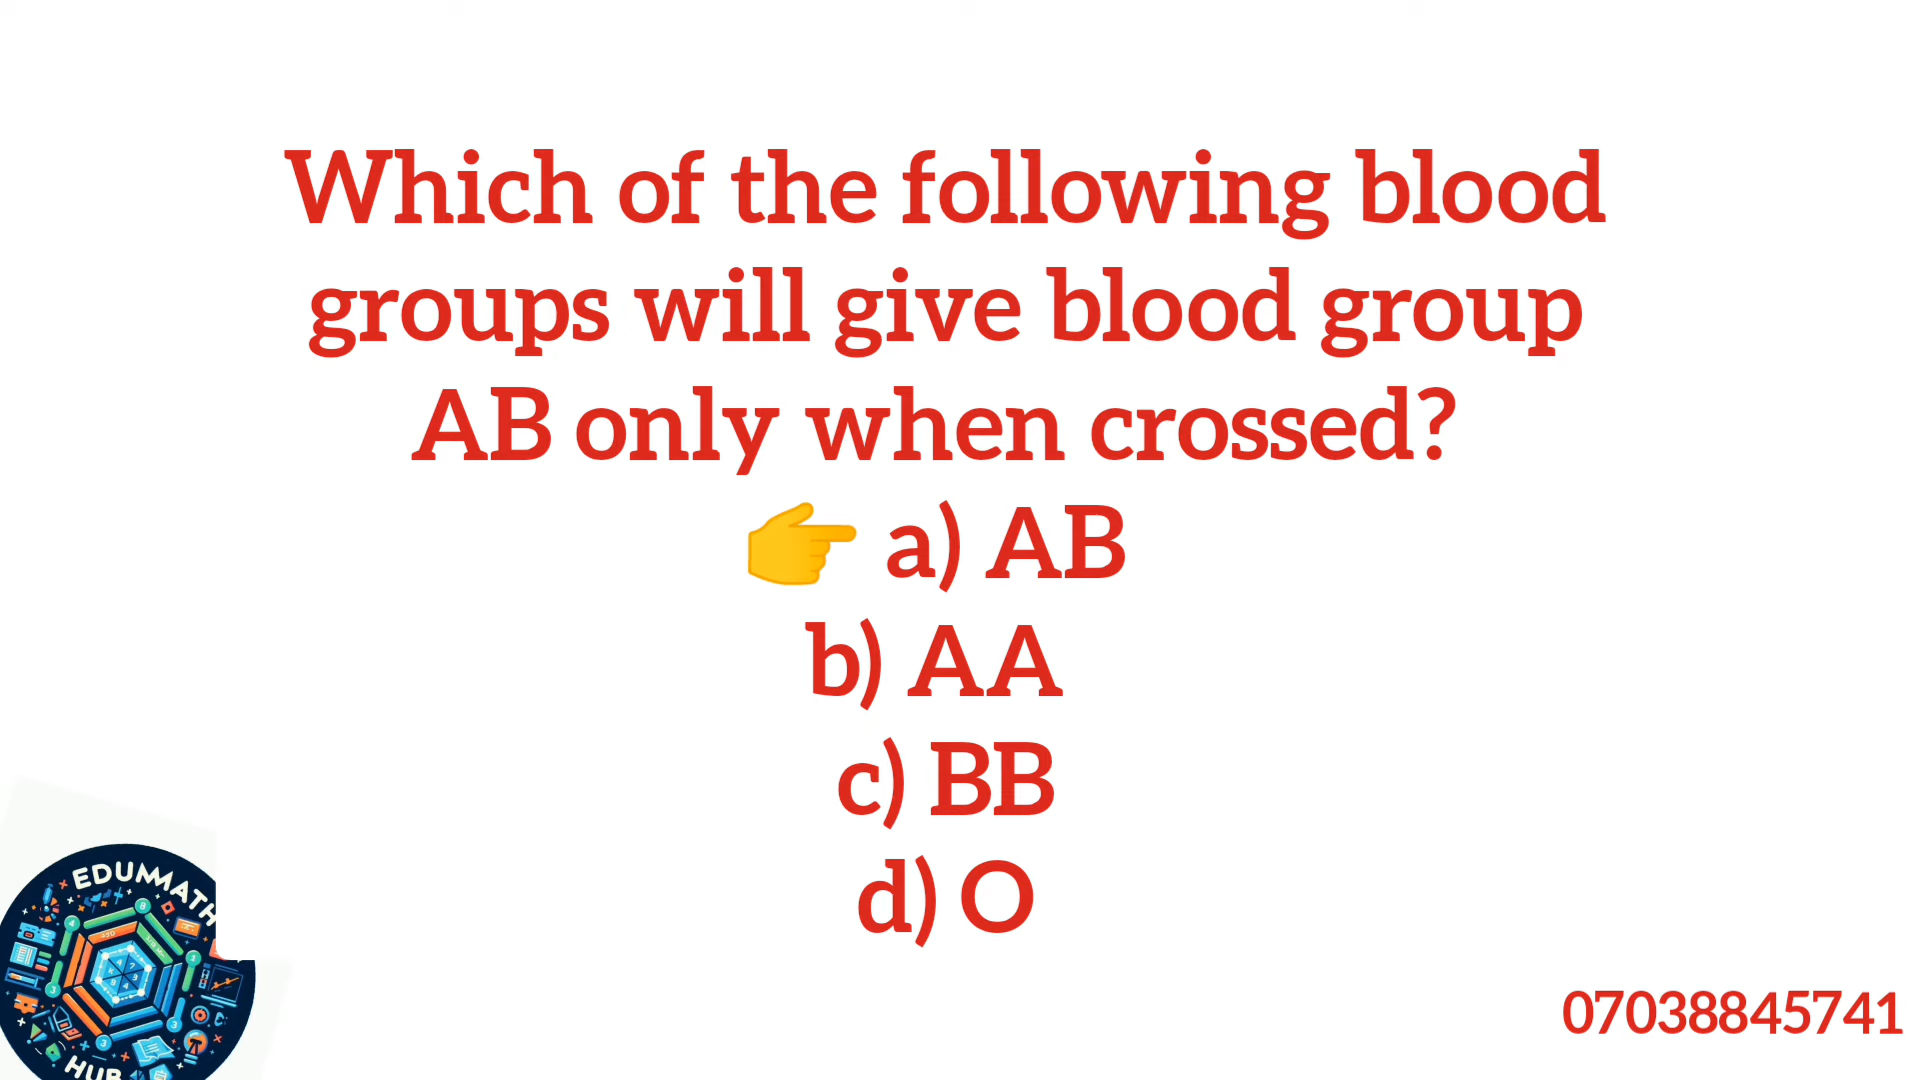 Which of the following blood
groups will give blood group
AB only when crossed?
👉 a) AB
b) AA
c) BB
d) O
EDUMMATH
HUB
07038845741